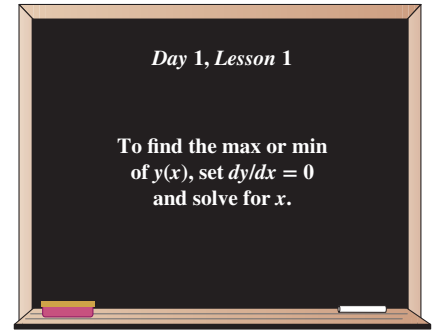 Day 1, Lesson 1
To find the max or min
of y(x), set dy/dx = 0
and solve for x.